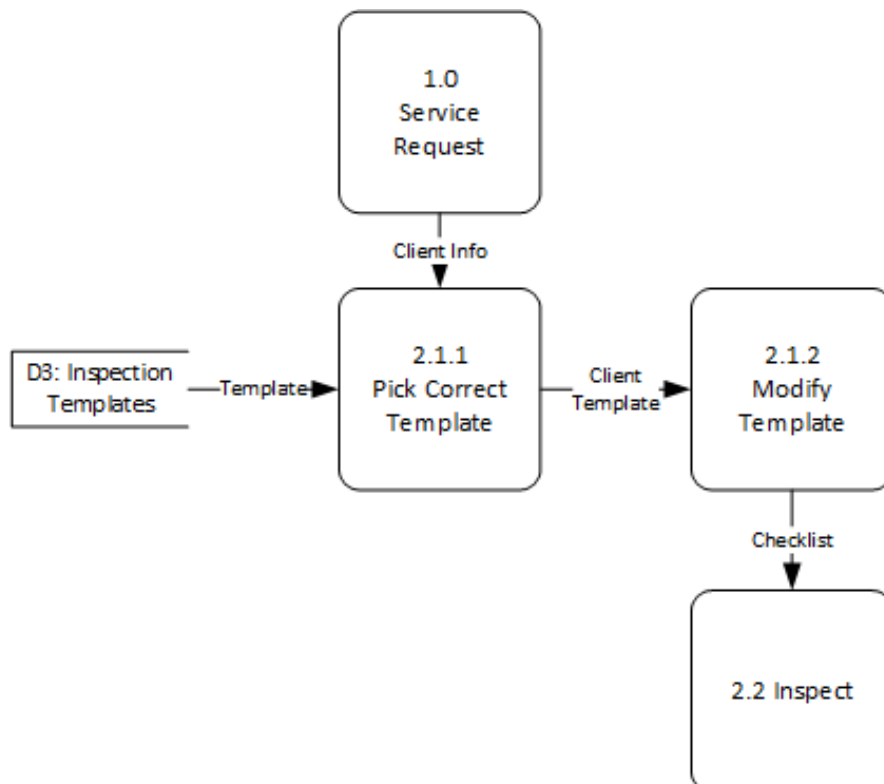 1.0
Service
Request
Client Info
D3: Inspection
Templates
Template
2.1.1
Pick Correct
Template
Client
Template
2.1.2
Modify
Template
Checklist
2.2 Inspect